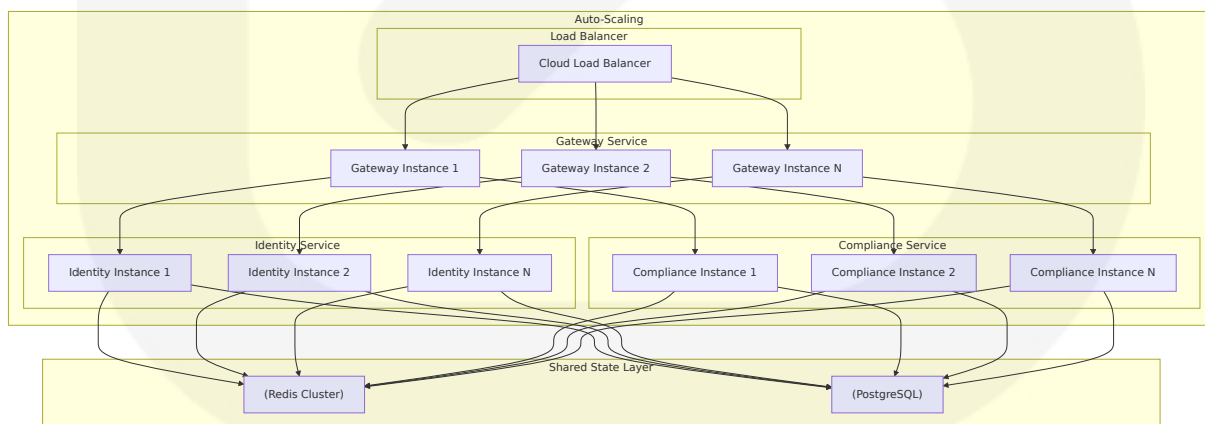 Auto-Scaling
Load Balancer
Cloud Load Balancer
Gateway Service
Gateway Instance 1
Gateway Instance 2
Gateway Instance N
Identity Service
Compliance Service
Identity Instance 1
Identity Instance 2
Identity Instance N
Compliance Instance 1
Compliance Instance 2
Compliance Instance N
Shared State Layer
(Redis Cluster)
(PostgreSQL)